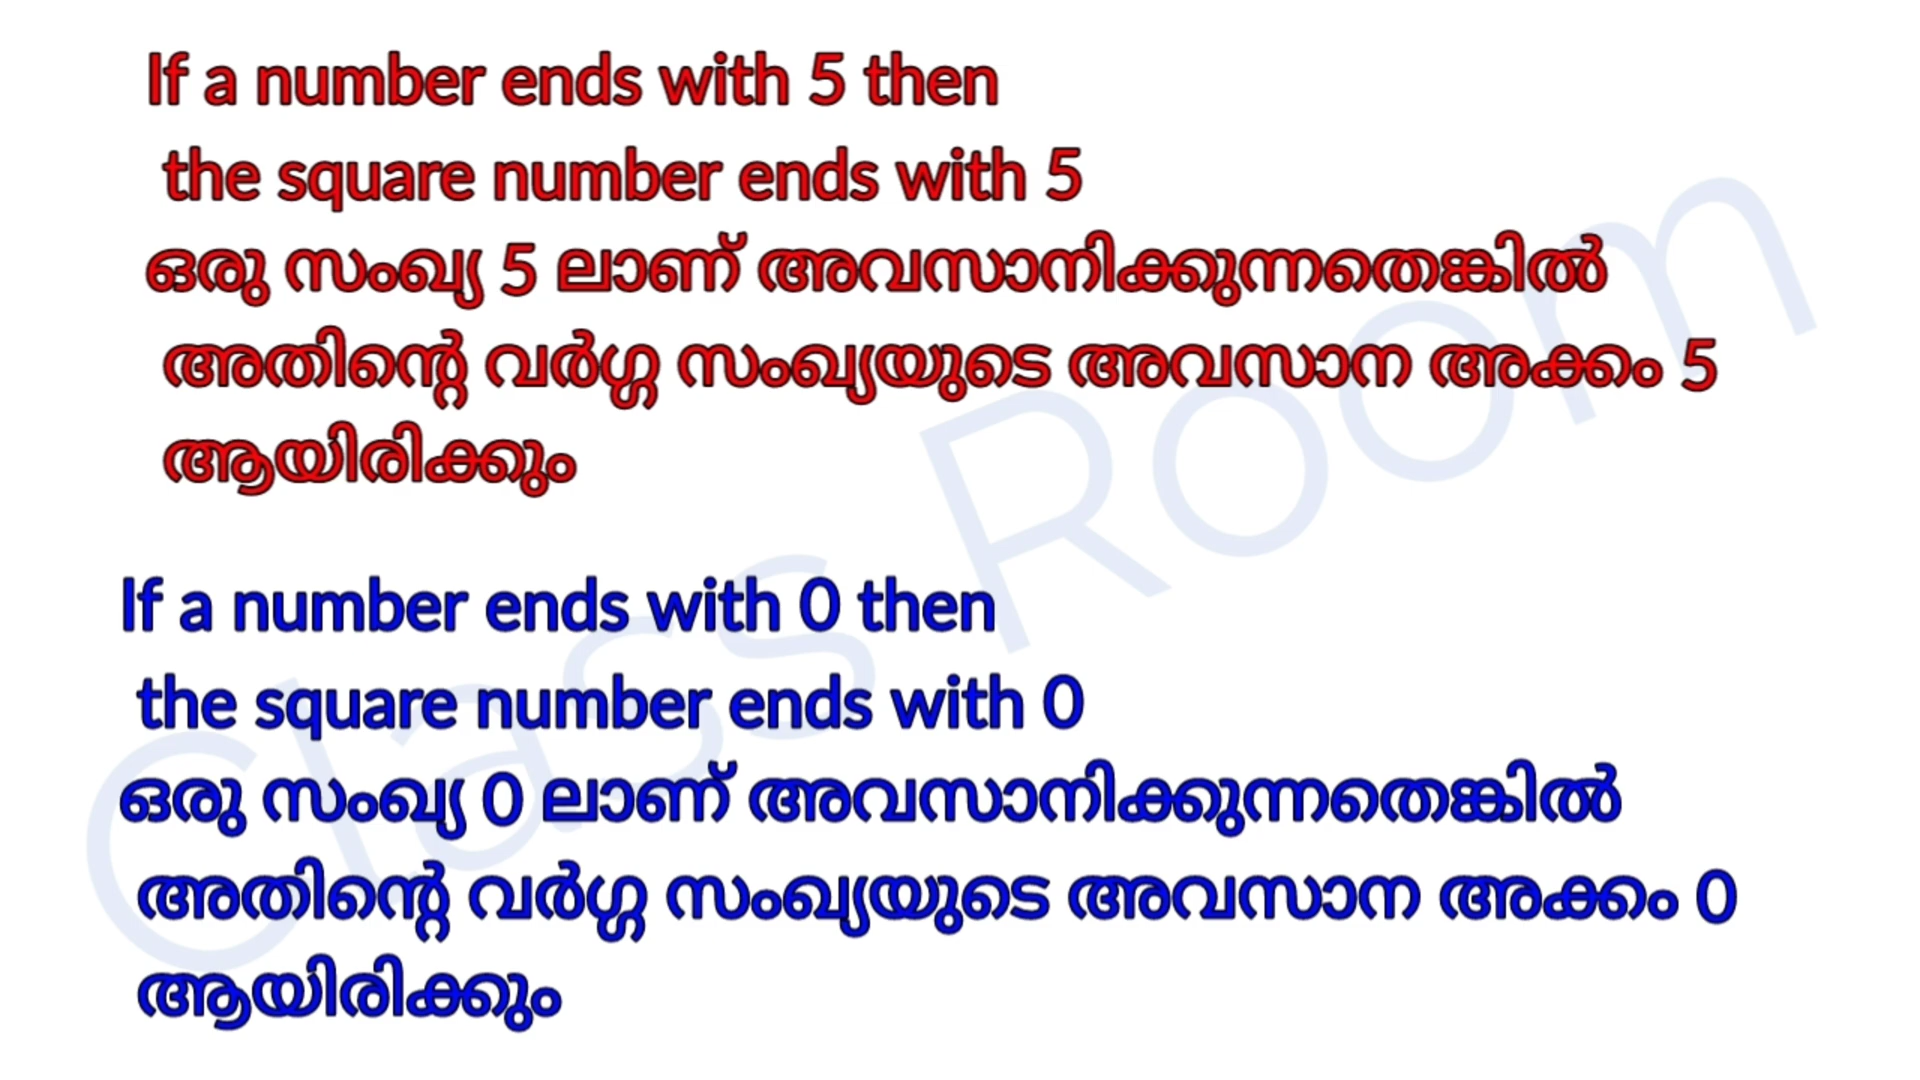 If a number ends with 5 then
the square number ends with 5
ഒരു സംഖ്യ 5 ലാണ് അവസാനിക്കുന്നതെങ്കിൽ
അതിന്റെ വർഗ്ഗ സംഖ്യയുടെ അവസാന അക്കം 5
ആയിരിക്കും
If a number ends with 0 then
the square number ends with 0
ഒരു സംഖ്യ 0 ലാണ് അവസാനിക്കുന്നതെങ്കിൽ
അതിന്റെ വർഗ്ഗ സംഖ്യയുടെ അവസാന അക്കം 0
ആയിരിക്കും
Class Room